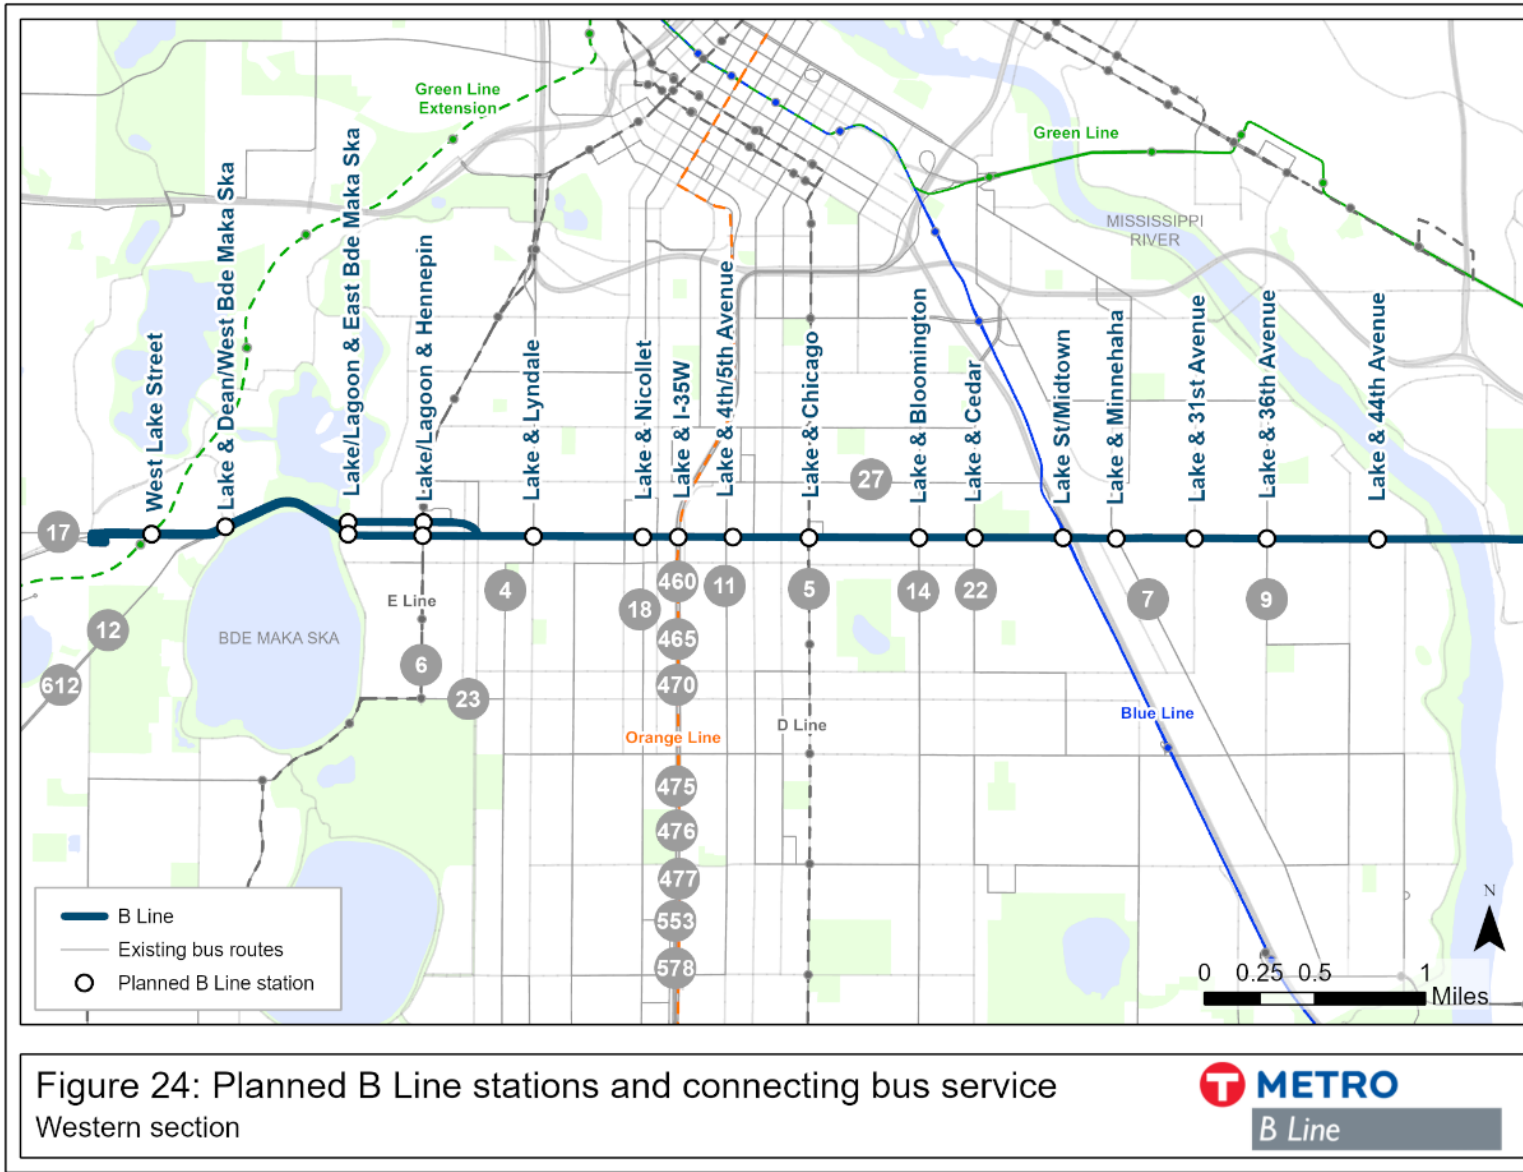 Green Line
Extension
Green Line
MISSISSIPPI
RIVER
West Lake Street
Lake & Dean/West Bde Maka Ska
Lake/Lagoon & East Bde Maka Ska
Lake/Lagoon & Hennepin
Lake & Lyndale
Lake & Nicollet
Lake & I-35W
Lake & 4th/5th Avenue
Lake & Chicago
Lake & Bloomington
Lake & Cedar
Lake St/Midtown
Lake & Minnehaha
Lake & 31st Avenue
Lake & 36th Avenue
Lake & 44th Avenue
27
17
4
18
460
11
5
14
22
7
9
E Line
12
BDE MAKA SKA
465
6
612
23
470
Orange Line
D Line
Blue Line
475
476
477
553
578
B Line
Existing bus routes
Planned B Line station
N
0 0.25 0.5 1
Miles
Figure 24: Planned B Line stations and connecting bus service
Western section
T METRO
B Line